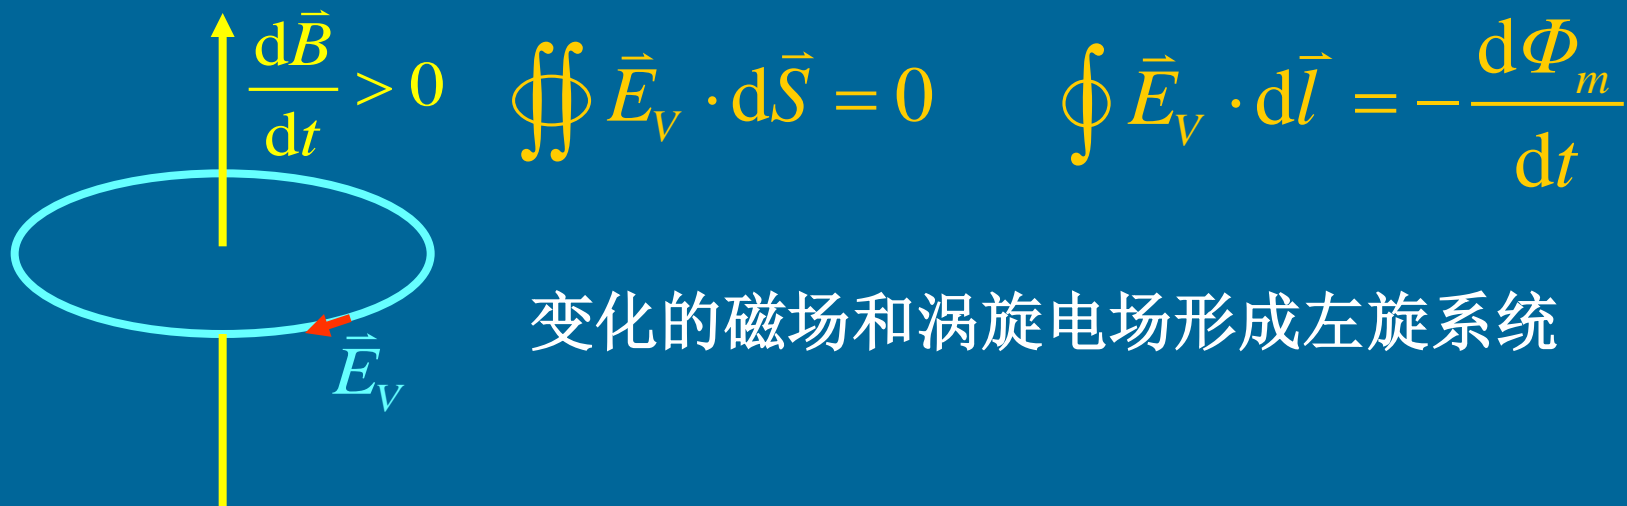 dB⃗/dt > 0
∯ E⃗_V · dS⃗ = 0
∮ E⃗_V · dl⃗ = − dΦ_m/dt
变化的磁场和涡旋电场形成左旋系统
E⃗_V